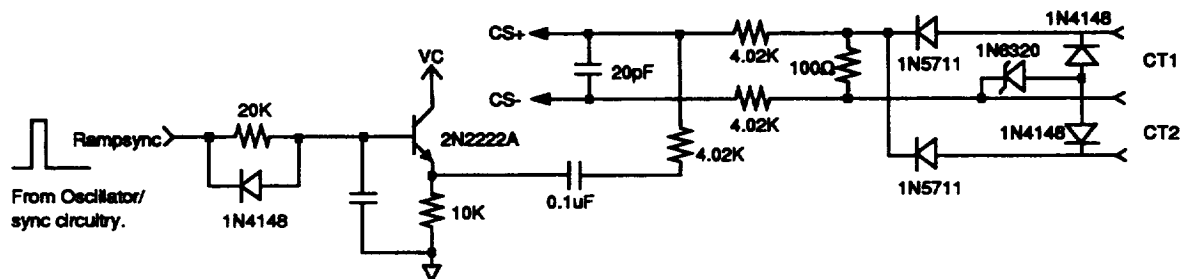 1N4148
CS+
4.02K
1N5711
1N6320
CT1
VC
20pF
100Ω
CS-
20K
4.02K
1N4148
CT2
Rampsync
2N2222A
4.02K
1N5711
From Oscillator/
sync circuitry.
1N4148
10K
0.1uF